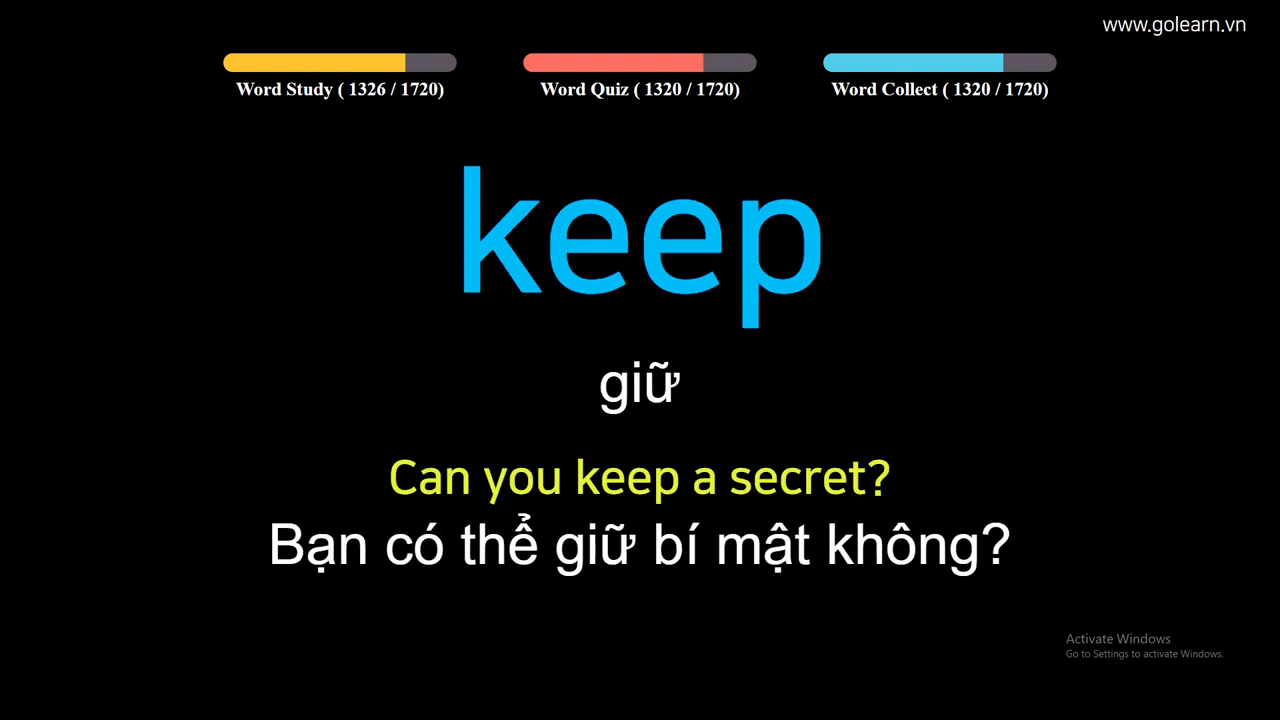 www.golearn.vn
Word Study ( 1326 / 1720)
Word Quiz ( 1320 / 1720)
Word Collect ( 1320 / 1720)
keep
giữ
Can you keep a secret?
Bạn có thể giữ bí mật không?
Activate Windows
Go to Settings to activate Windows.